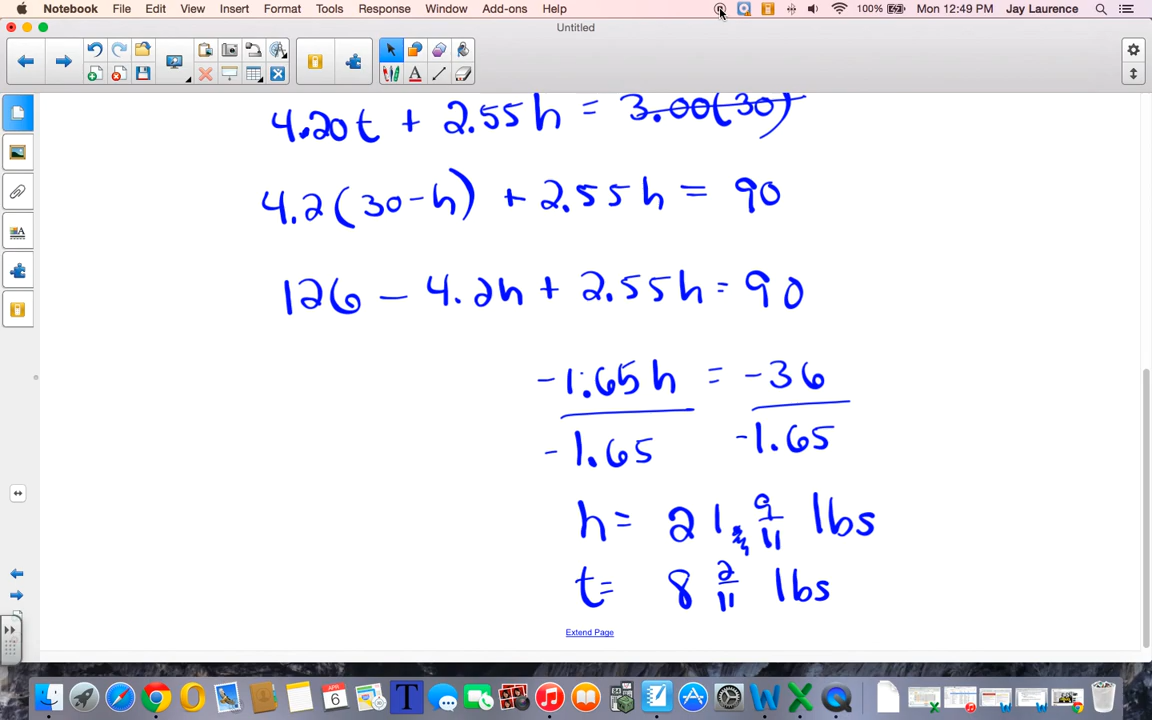 Notebook File Edit View Insert Format Tools Response Window Add-ons Help 100% Mon 12:49 PM Jay Laurence
Untitled
4.20t + 2.55h = 3.00(30)
4.2(30-h) + 2.55h = 90
126 - 4.2h + 2.55h = 90
-1.65h = -36
-1.65 -1.65
h = 21 9/11 lbs
t = 8 2/11 lbs
Extend Page